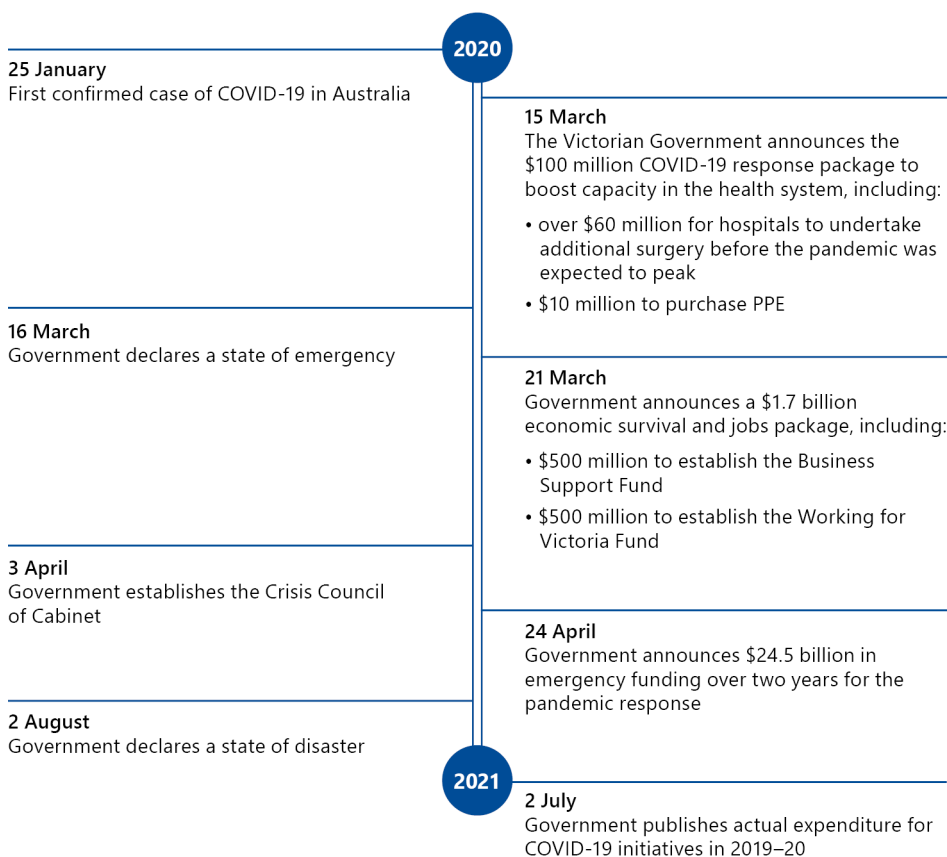 2020
25 January
First confirmed case of COVID-19 in Australia
15 March
The Victorian Government announces the
$100 million COVID-19 response package to
boost capacity in the health system, including:
• over $60 million for hospitals to undertake
additional surgery before the pandemic was
expected to peak
• $10 million to purchase PPE
16 March
Government declares a state of emergency
21 March
Government announces a $1.7 billion
economic survival and jobs package, including:
• $500 million to establish the Business
Support Fund
• $500 million to establish the Working for
Victoria Fund
3 April
Government establishes the Crisis Council
of Cabinet
24 April
Government announces $24.5 billion in
emergency funding over two years for the
pandemic response
2 August
Government declares a state of disaster
2021
2 July
Government publishes actual expenditure for
COVID-19 initiatives in 2019–20